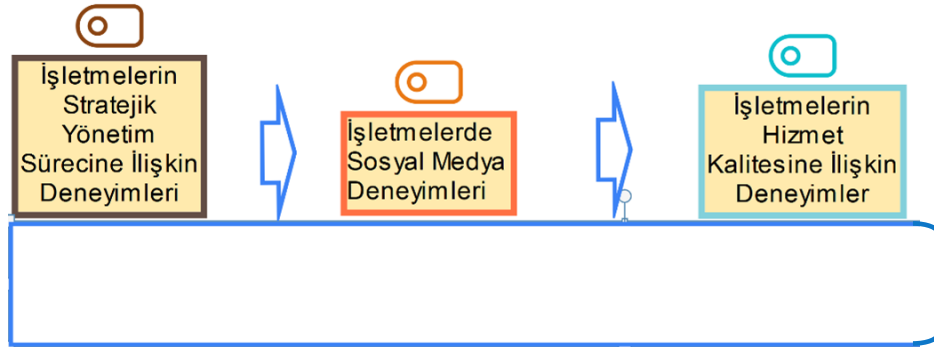 İşletmelerin
Stratejik
Yönetim
Sürecine İlişkin
Deneyimleri
İşletmelerde
Sosyal Medya
Deneyimleri
İşletmelerin
Hizmet
Kalitesine İlişkin
Deneyimler